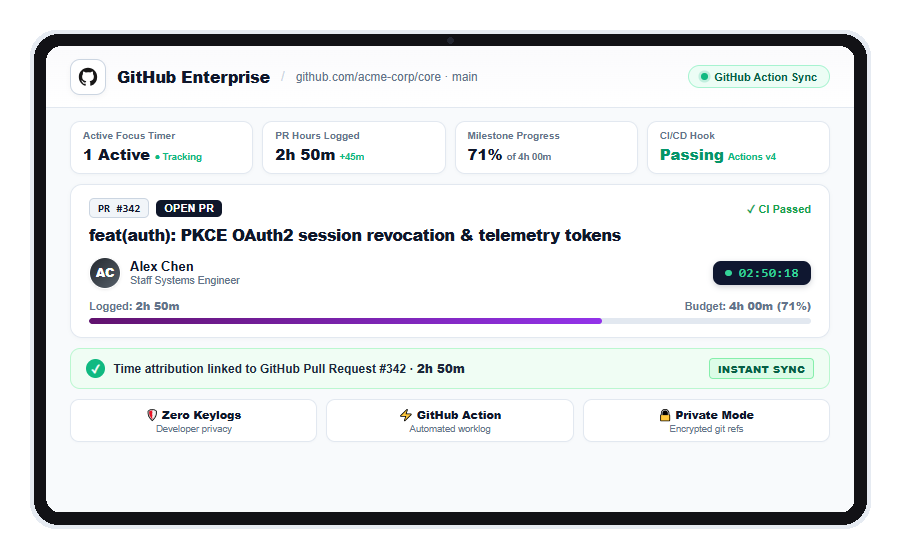 GitHub Enterprise / github.com/acme-corp/core · main
GitHub Action Sync
Active Focus Timer
1 Active ● Tracking
PR Hours Logged
2h 50m +45m
Milestone Progress
71% of 4h 00m
CI/CD Hook
Passing Actions v4
PR #342 OPEN PR
✓ CI Passed
feat(auth): PKCE OAuth2 session revocation & telemetry tokens
AC
Alex Chen
Staff Systems Engineer
02:50:18
Logged: 2h 50m
Budget: 4h 00m (71%)
Time attribution linked to GitHub Pull Request #342 · 2h 50m
INSTANT SYNC
Zero Keylogs
Developer privacy
GitHub Action
Automated worklog
Private Mode
Encrypted git refs